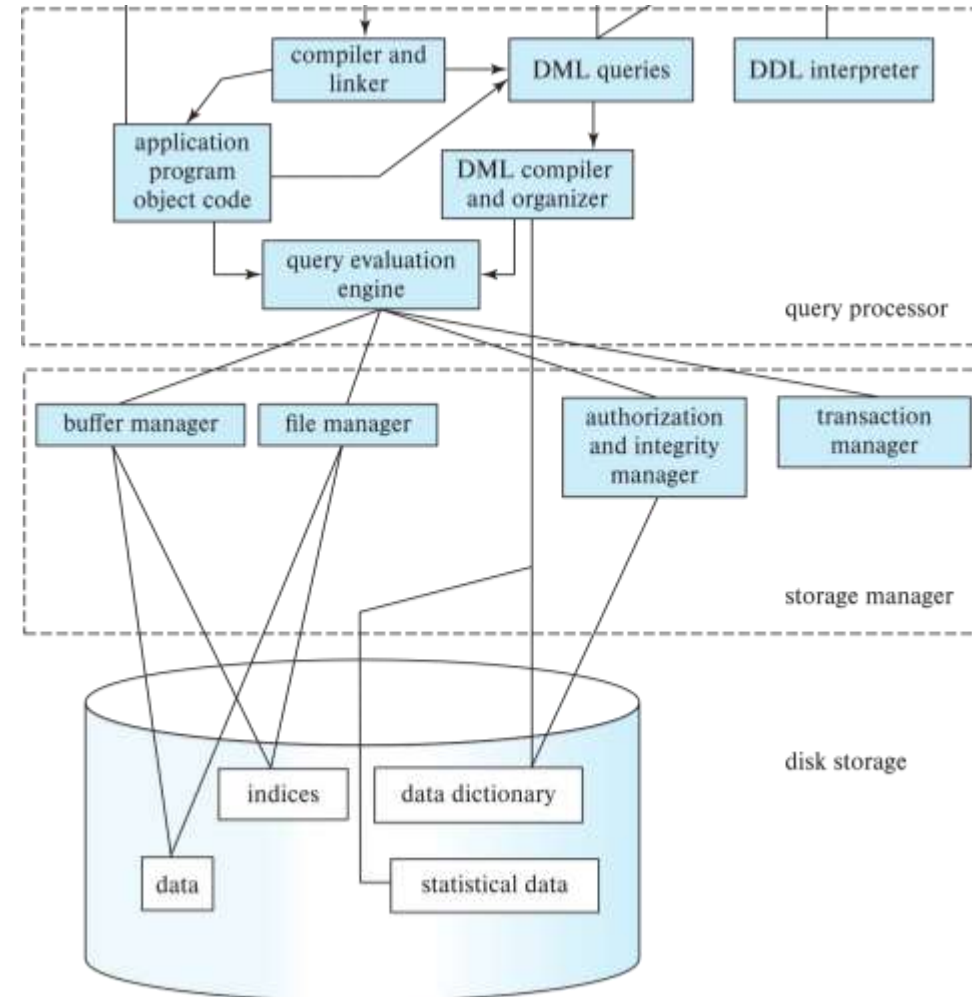 compiler and
linker
DML queries
DDL interpreter
application
program
object code
DML compiler
and organizer
query evaluation
engine
query processor
buffer manager
file manager
authorization
and integrity
manager
transaction
manager
storage manager
disk storage
indices
data dictionary
data
statistical data